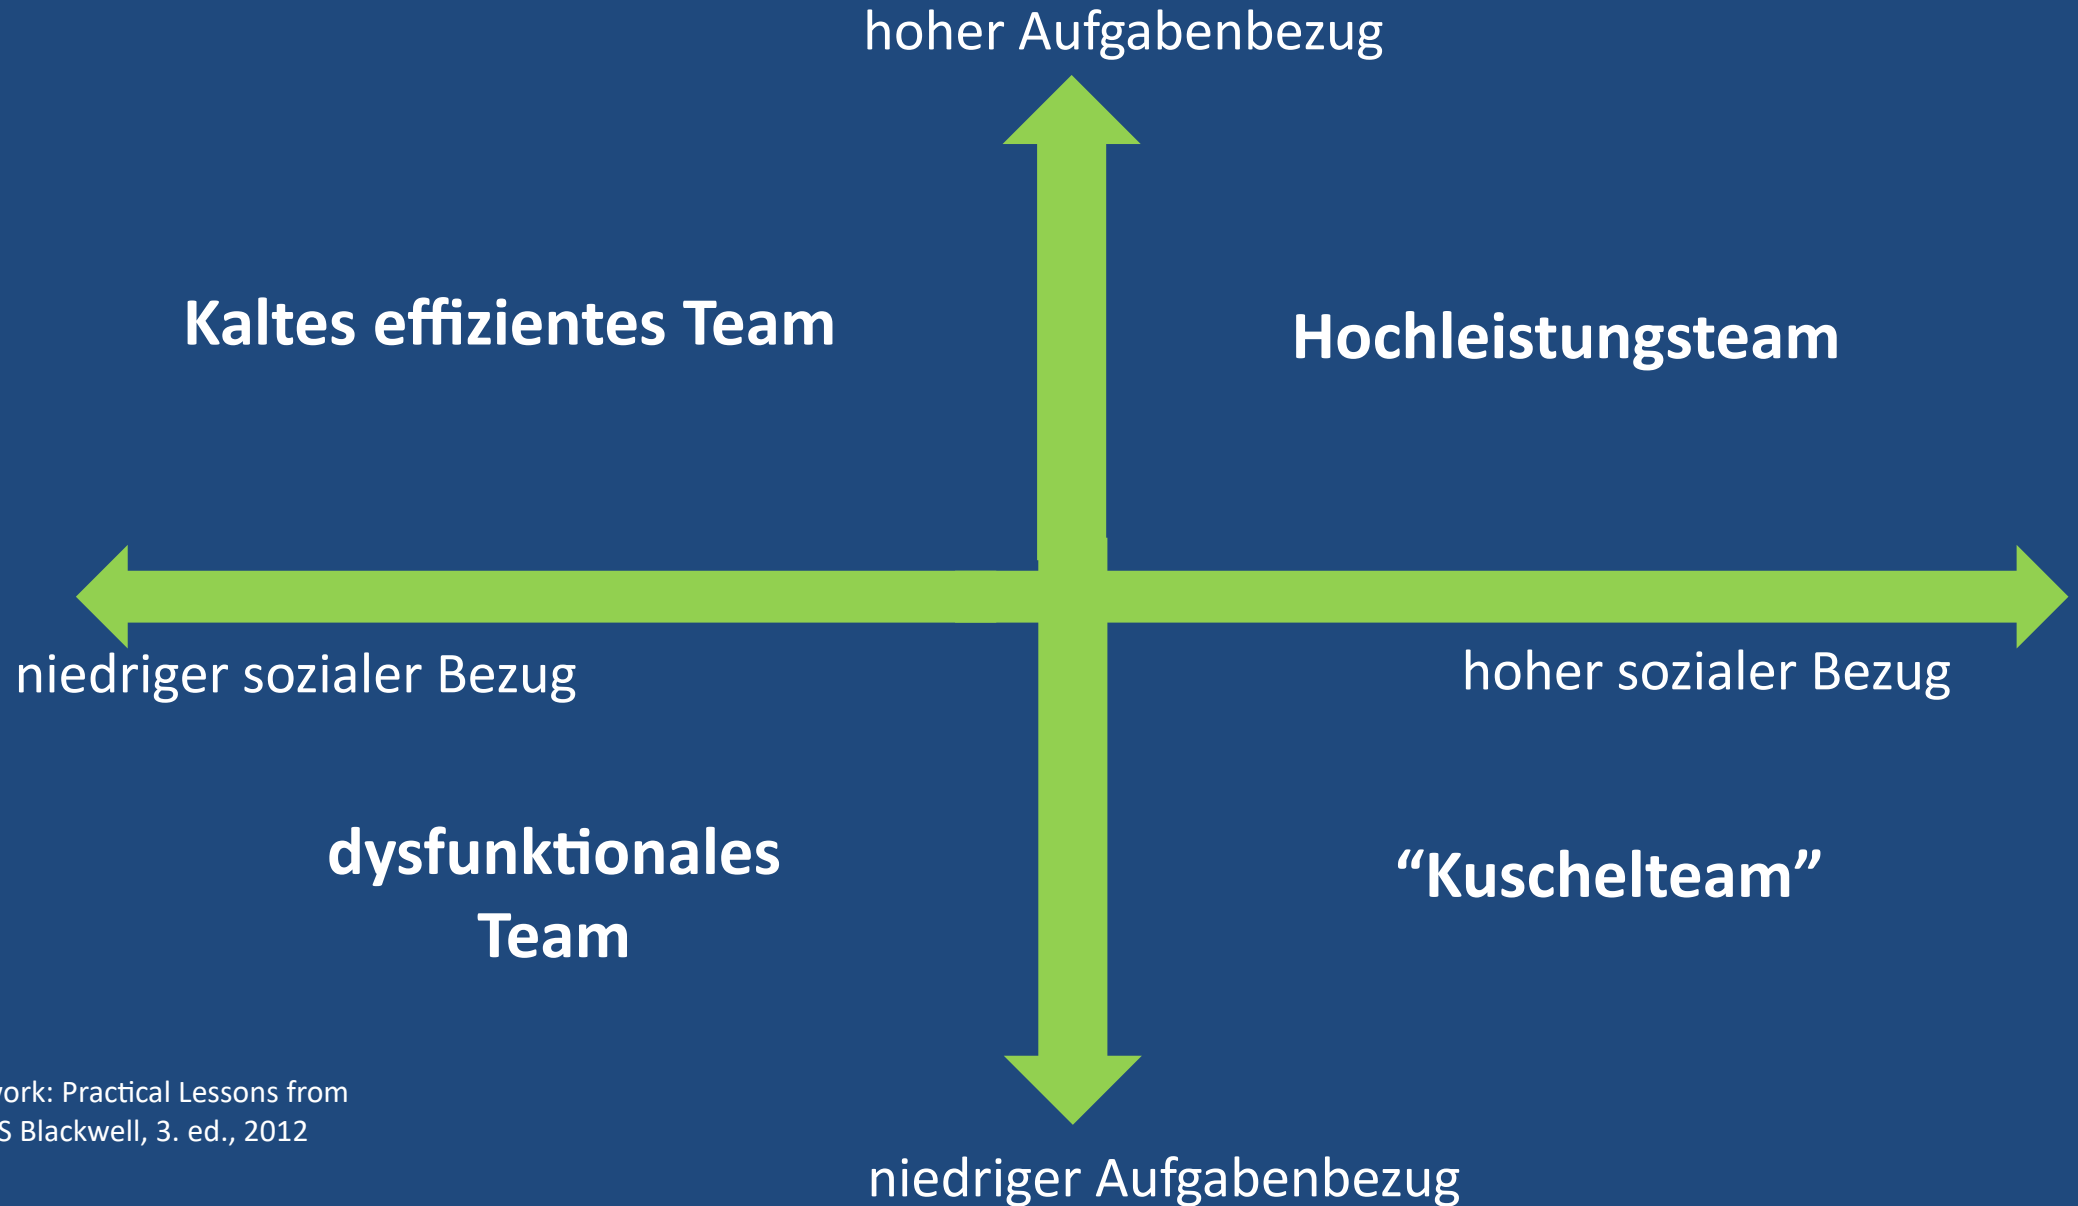 hoher Aufgabenbezug
Kaltes effizientes Team
Hochleistungsteam
niedriger sozialer Bezug
hoher sozialer Bezug
dysfunktionales
Team
“Kuschelteam”
work: Practical Lessons from
S Blackwell, 3. ed., 2012
niedriger Aufgabenbezug